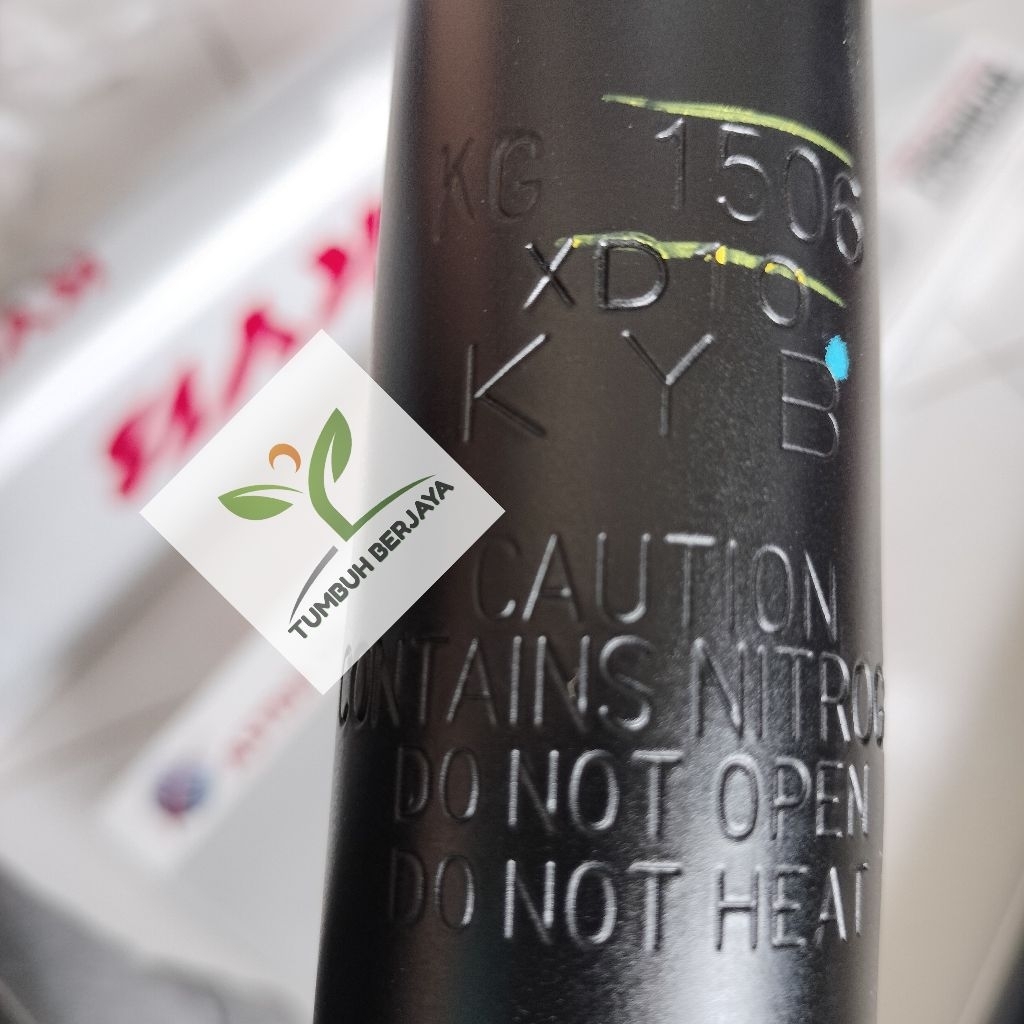 KG 1506
XD10
KYB
CAUTION
CONTAINS NITROG
DO NOT OPEN
DO NOT HEAT
TUMBUH BERJAYA